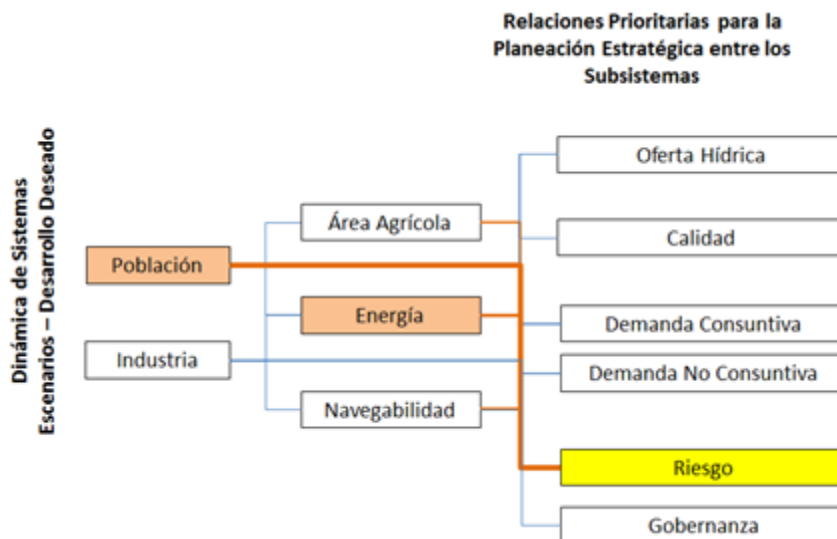 Relaciones Prioritarias para la
Planeación Estratégica entre los
Subsistemas
Dinámica de Sistemas
Escenarios – Desarrollo Deseado
Oferta Hídrica
Área Agrícola
Calidad
Población
Energía
Demanda Consuntiva
Industria
Demanda No Consuntiva
Navegabilidad
Riesgo
Gobernanza